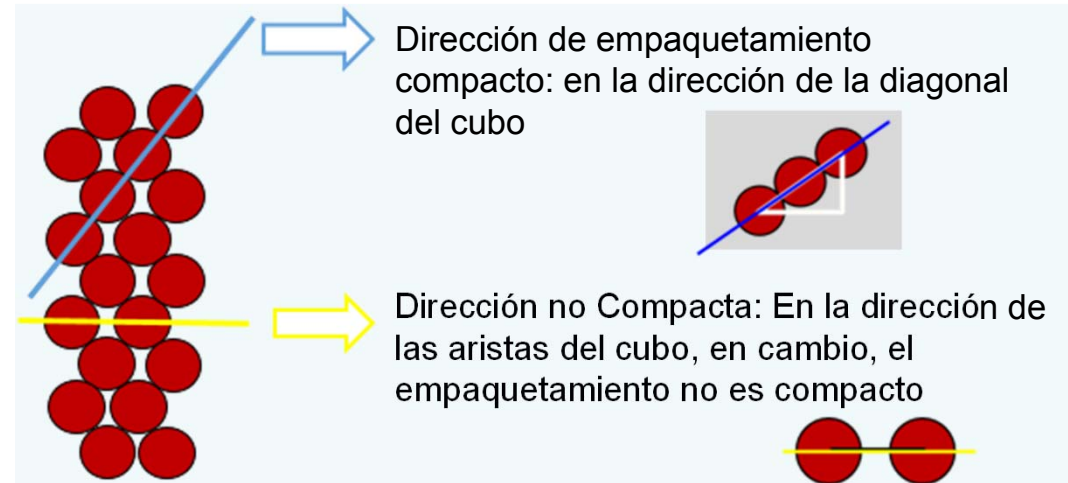 Dirección de empaquetamiento
compacto: en la dirección de la diagonal
del cubo
Dirección no Compacta: En la dirección de
las aristas del cubo, en cambio, el
empaquetamiento no es compacto